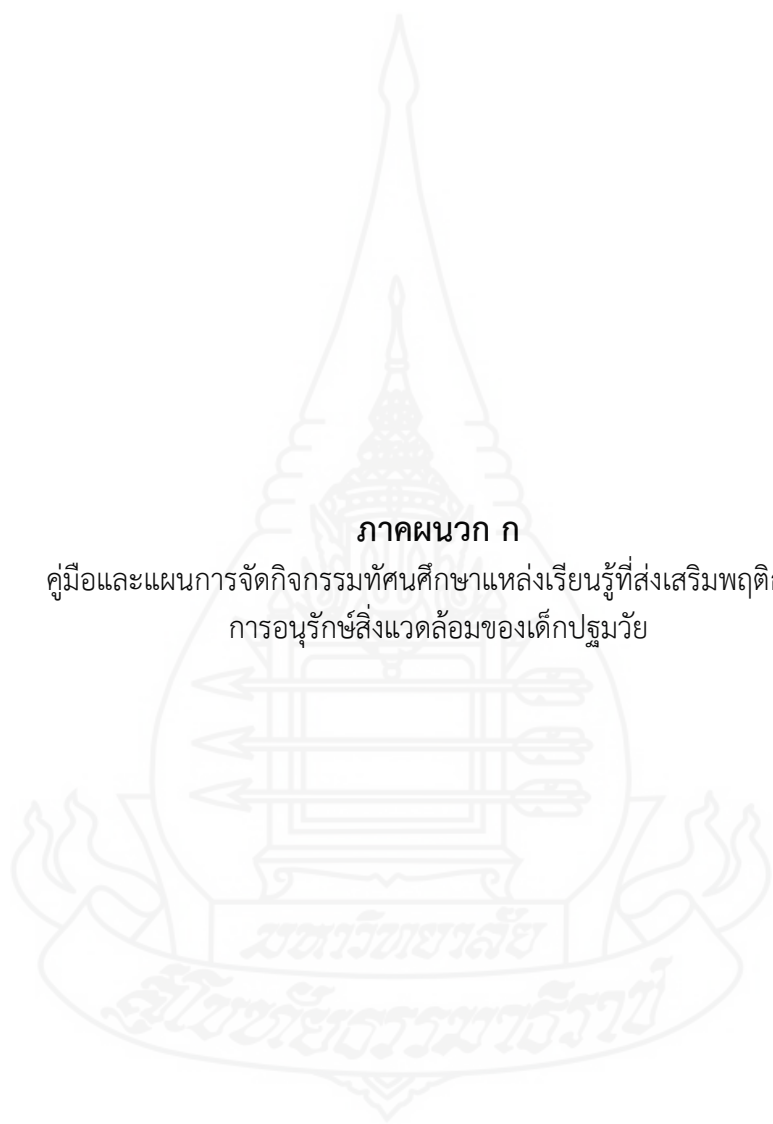 ภาคผนวก ก
คู่มือและแผนการจัดกิจกรรมทัศนศึกษาแหล่งเรียนรู้ที่ส่งเสริมพฤติก
การอนุรักษ์สิ่งแวดล้อมของเด็กปฐมวัย
มหาวิทยาลัย
สุโขทัยธรรมาธิราช